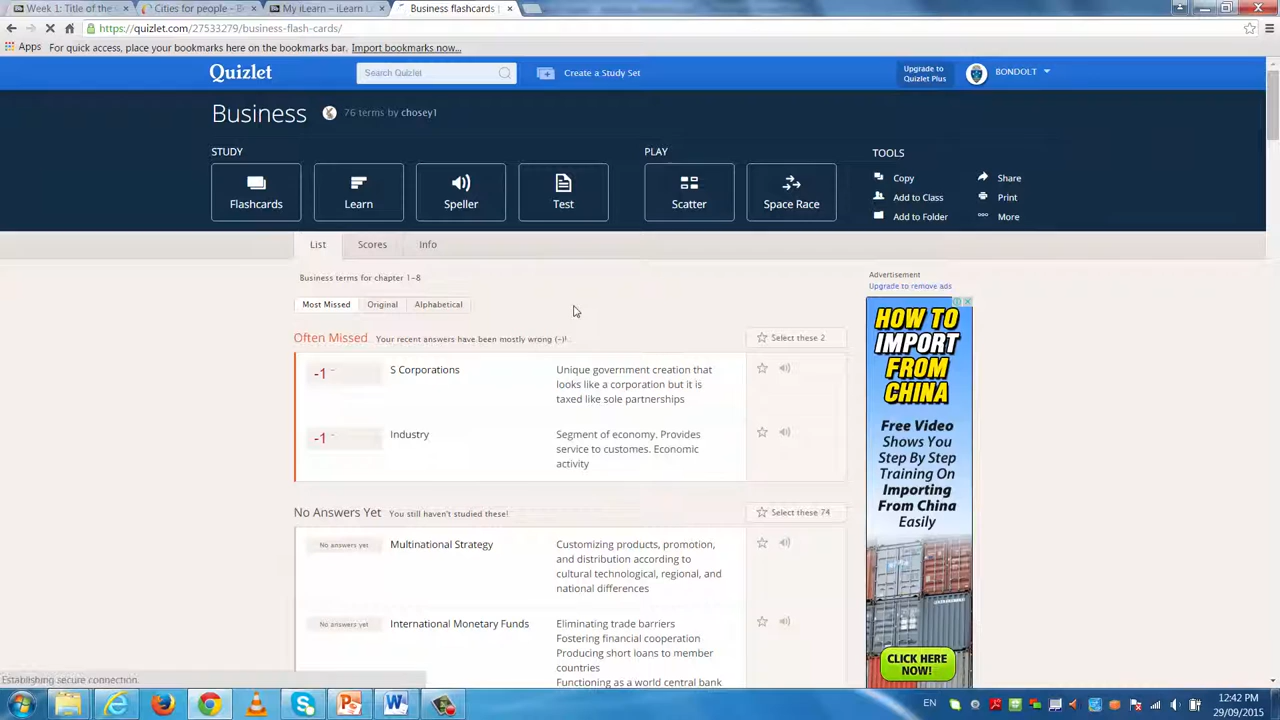 Week 1: Title of the
Cities for people - B
My iLearn – iLearn L
Business flashcards |
https://quizlet.com/27533279/business-flash-cards/
Apps For quick access, place your bookmarks here on the bookmarks bar. Import bookmarks now...
Quizlet
Search Quizlet
Create a Study Set
Upgrade to
Quizlet Plus
BONDOLT
Business
76 terms by chosey1
STUDY
PLAY
TOOLS
Flashcards
Learn
Speller
Test
Scatter
Space Race
Copy
Share
Add to Class
Print
Add to Folder
More
List
Scores
Info
Business terms for chapter 1-8
Most Missed
Original
Alphabetical
Often Missed Your recent answers have been mostly wrong (-)!
Select these 2
-1
S Corporations
Unique government creation that
looks like a corporation but it is
taxed like sole partnerships
-1
Industry
Segment of economy. Provides
service to customes. Economic
activity
No Answers Yet You still haven't studied these!
Select these 74
No answers yet
Multinational Strategy
Customizing products, promotion,
and distribution according to
cultural technological, regional, and
national differences
No answers yet
International Monetary Funds
Eliminating trade barriers
Fostering financial cooperation
Producing short loans to member
countries
Functioning as a world central bank
Advertisement
Upgrade to remove ads
HOW TO
IMPORT
FROM
CHINA
Free Video
Shows You
Step By Step
Training On
Importing
From China
Easily
CLICK HERE
NOW!
Establishing secure connection.
EN
12:42 PM
29/09/2015